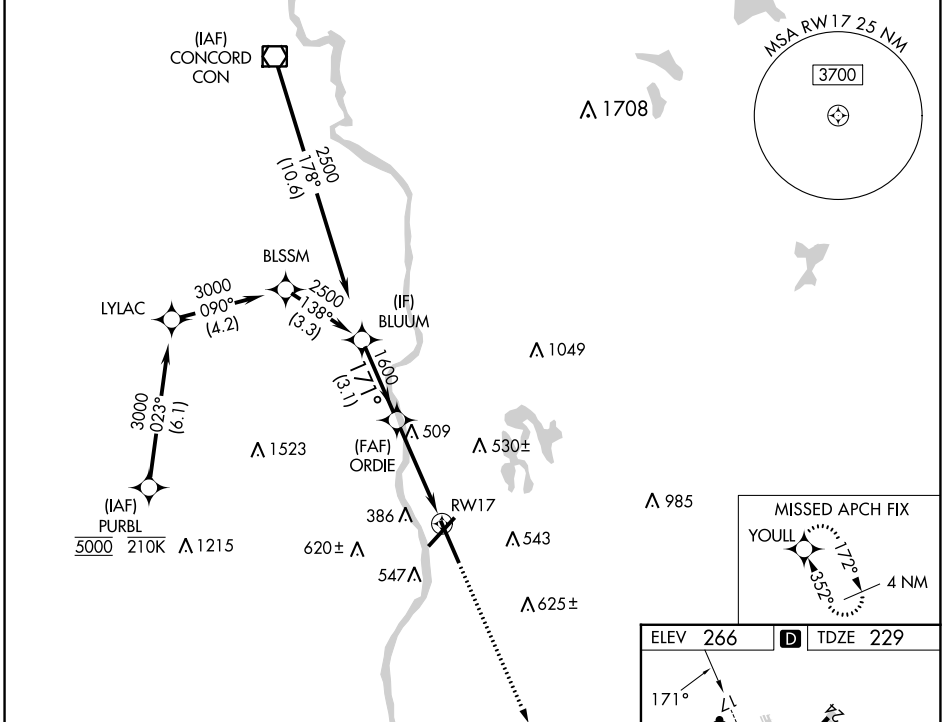 (IAF)
CONCORD
CON
MSA RW17 25 NM
3700
1708
2500
178°
(10.6)
BLSSM
3000
090°
(4.2)
2500
138°
(3.3)
LYLAC
(IF)
BLUUM
1049
1600
171°
(3.1)
3000
023°
(6.1)
509
530±
(FAF)
ORDIE
1523
(IAF)
PURBL
5000 210K
1215
RW17
386
985
620±
543
547
625±
MISSED APCH FIX
YOULL
172°
352°
4 NM
ELEV 266 D TDZE 229
171°
17
24